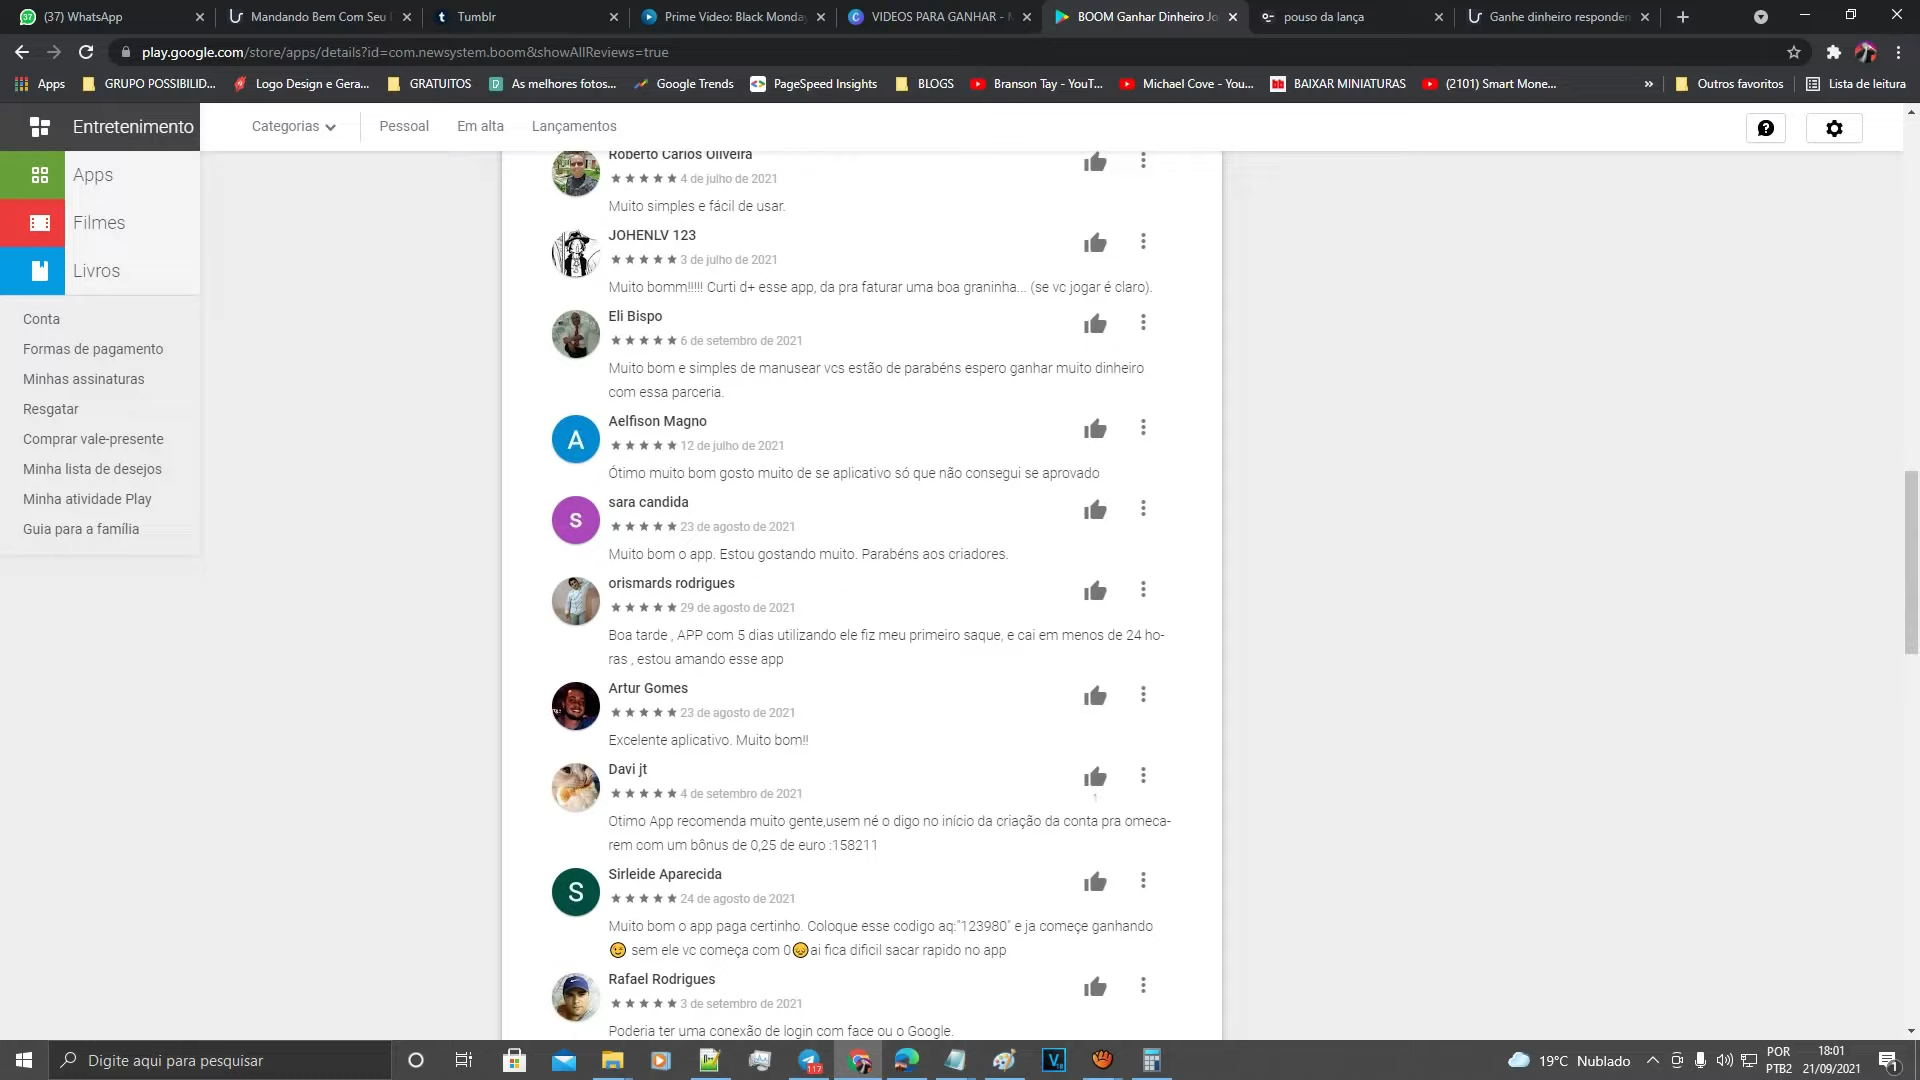 (37) WhatsApp
Mandando Bem Com Seu
Tumblr
Prime Video: Black Monda
VIDEOS PARA GANHAR -
BOOM Ganhar Dinheiro Jo
pouso da lança
Ganhe dinheiro responden
play.google.com/store/apps/details?id=com.newsystem.boom&showAllReviews=true
Apps
GRUPO POSSIBILID...
Logo Design e Gera...
GRATUITOS
As melhores fotos...
Google Trends
PageSpeed Insights
BLOGS
Branson Tay - YouT...
Michael Cove - You...
BAIXAR MINIATURAS
(2101) Smart Mone...
»
Outros favoritos
Lista de leitura
Entretenimento
Categorias
Pessoal
Em alta
Lançamentos
Apps
Filmes
Livros
Conta
Formas de pagamento
Minhas assinaturas
Resgatar
Comprar vale-presente
Minha lista de desejos
Minha atividade Play
Guia para a família
Roberto Carlos Oliveira
4 de julho de 2021
Muito simples e fácil de usar.
JOHENLV 123
3 de julho de 2021
Muito bomm!!!!! Curti d+ esse app, da pra faturar uma boa graninha... (se vc jogar é claro).
Eli Bispo
6 de setembro de 2021
Muito bom e simples de manusear vcs estão de parabéns espero ganhar muito dinheiro
com essa parceria.
A
Aelfison Magno
12 de julho de 2021
Ótimo muito bom gosto muito de se aplicativo só que não consegui se aprovado
s
sara candida
23 de agosto de 2021
Muito bom o app. Estou gostando muito. Parabéns aos criadores.
orismards rodrigues
29 de agosto de 2021
Boa tarde , APP com 5 dias utilizando ele fiz meu primeiro saque, e cai em menos de 24 ho-
ras , estou amando esse app
Artur Gomes
23 de agosto de 2021
Excelente aplicativo. Muito bom!!
Davi jt
4 de setembro de 2021
1
Otimo App recomenda muito gente,usem né o digo no início da criação da conta pra omeca-
rem com um bônus de 0,25 de euro :158211
S
Sirleide Aparecida
24 de agosto de 2021
Muito bom o app paga certinho. Coloque esse codigo aq:"123980" e ja começe ganhando
😉 sem ele vc começa com 0😞ai fica dificil sacar rapido no app
Rafael Rodrigues
3 de setembro de 2021
Poderia ter uma conexão de login com face ou o Google.
Digite aqui para pesquisar
117
19°C Nublado
POR
PTB2
18:01
21/09/2021
1